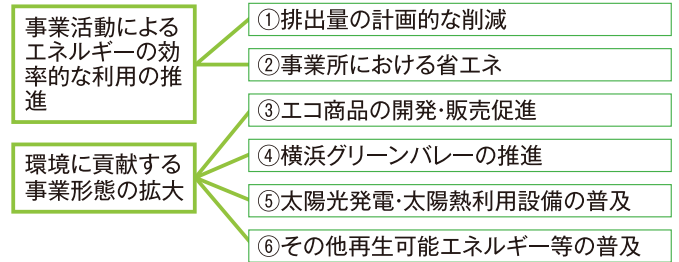 事業活動による
エネルギーの効
率的な利用の推
進
①排出量の計画的な削減
②事業所における省エネ
環境に貢献する
事業形態の拡大
③エコ商品の開発・販売促進
④横浜グリーンバレーの推進
⑤太陽光発電・太陽熱利用設備の普及
⑥その他再生可能エネルギー等の普及